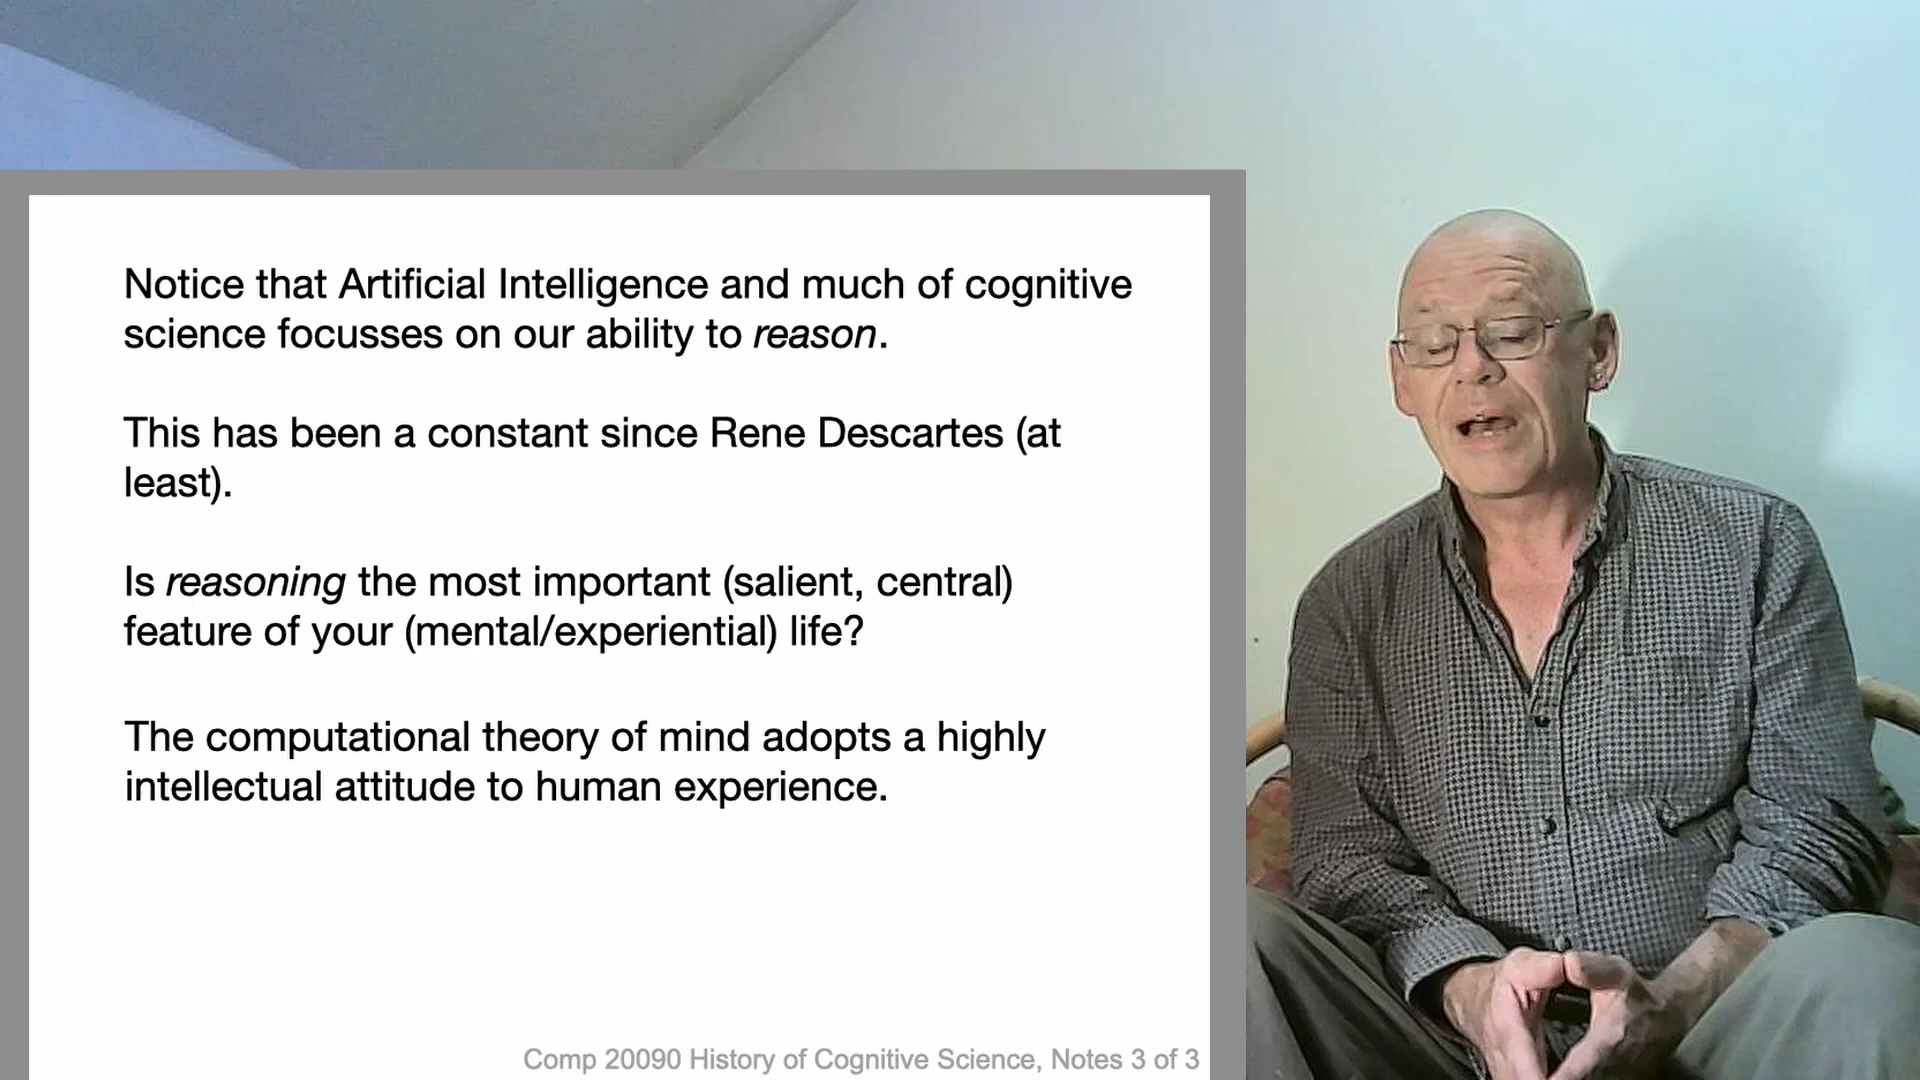 Notice that Artificial Intelligence and much of cognitive
science focusses on our ability to reason.
This has been a constant since Rene Descartes (at
least).
Is reasoning the most important (salient, central)
feature of your (mental/experiential) life?
The computational theory of mind adopts a highly
intellectual attitude to human experience.
Comp 20090 History of Cognitive Science, Notes 3 of 3